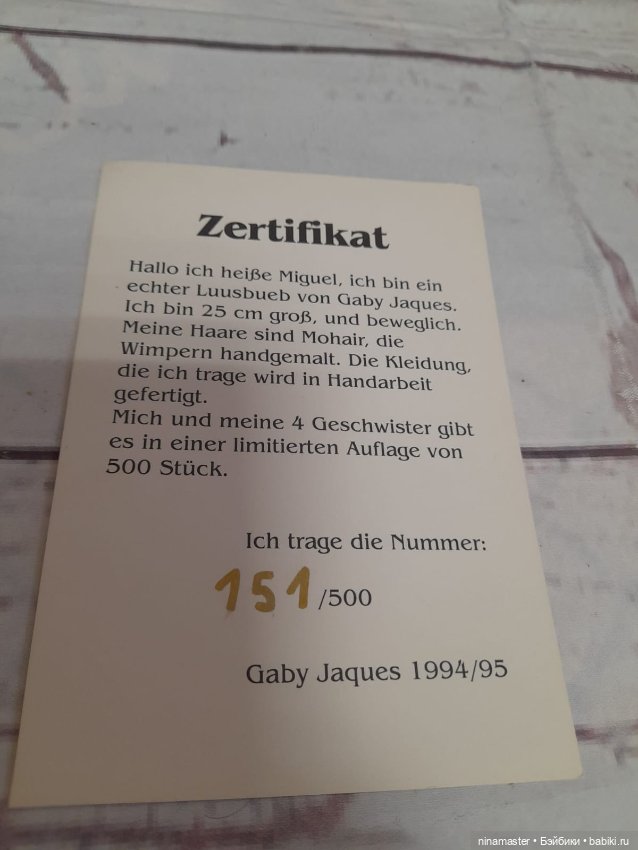 Zertifikat
Hallo ich heiße Miguel, ich bin ein
echter Luusbueb von Gaby Jaques.
Ich bin 25 cm groß, und beweglich.
Meine Haare sind Mohair, die
Wimpern handgemalt. Die Kleidung,
die ich trage wird in Handarbeit
gefertigt.
Mich und meine 4 Geschwister gibt
es in einer limitierten Auflage von
500 Stück.
Ich trage die Nummer:
151/500
Gaby Jaques 1994/95
ninamaster • Бэйбики • babiki.ru